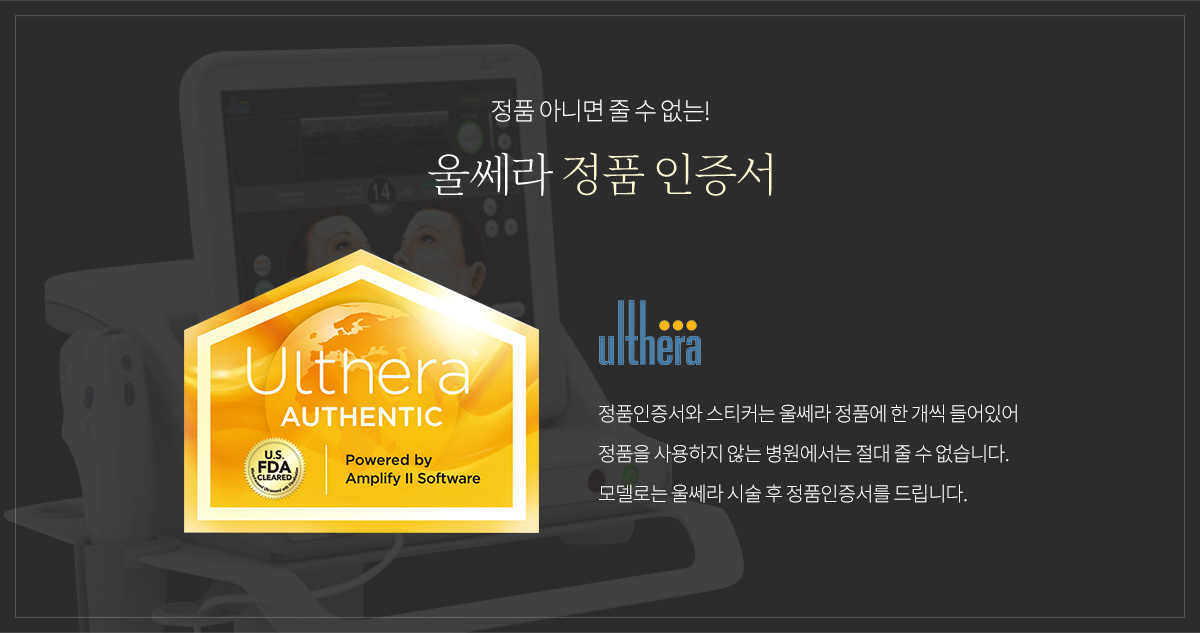 정품 아니면 줄 수 없는!
울쎄라 정품 인증서
14
Ulthera®
AUTHENTIC
U.S.
FDA
CLEARED
Powered by
Amplify II Software
ulthera
정품인증서와 스티커는 울쎄라 정품에 한 개씩 들어있어
정품을 사용하지 않는 병원에서는 절대 줄 수 없습니다.
모델로는 울쎄라 시술 후 정품인증서를 드립니다.